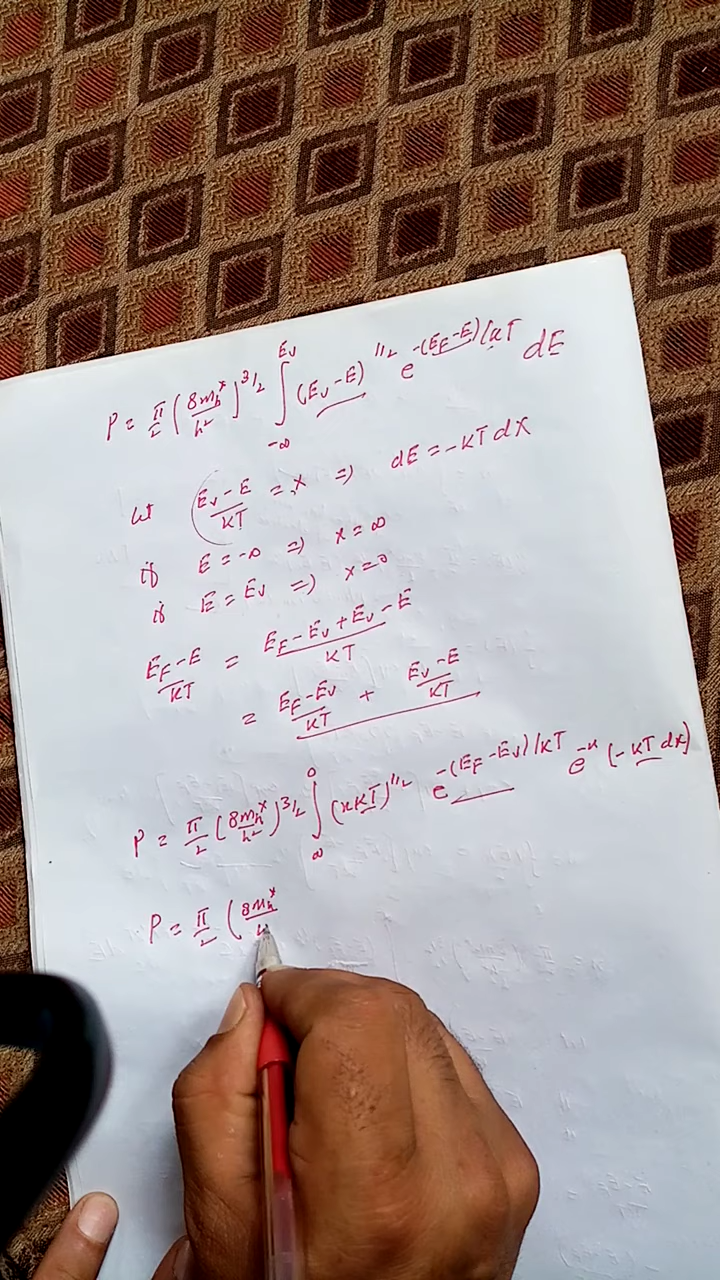 P = π/2 (8m_h^*/h²)^3/2 ∫_{-∞}^{Ev} (Ev-E)^1/2 e^{-(EF-E)/kT} dE
let (Ev-E/kT = x => dE = -kT dx
if E = -∞ => x = ∞
if E = Ev => x = 0
EF-E/kT = EF-Ev+Ev-E/kT
= EF-Ev/kT + Ev-E/kT
P = π/2 (8m_h^*/h²)^3/2 ∫_{∞}^{0} (xkT)^1/2 e^{-(EF-Ev)/kT} e^{-x} (-kT dx)
P = π/2 (8m_h^*/